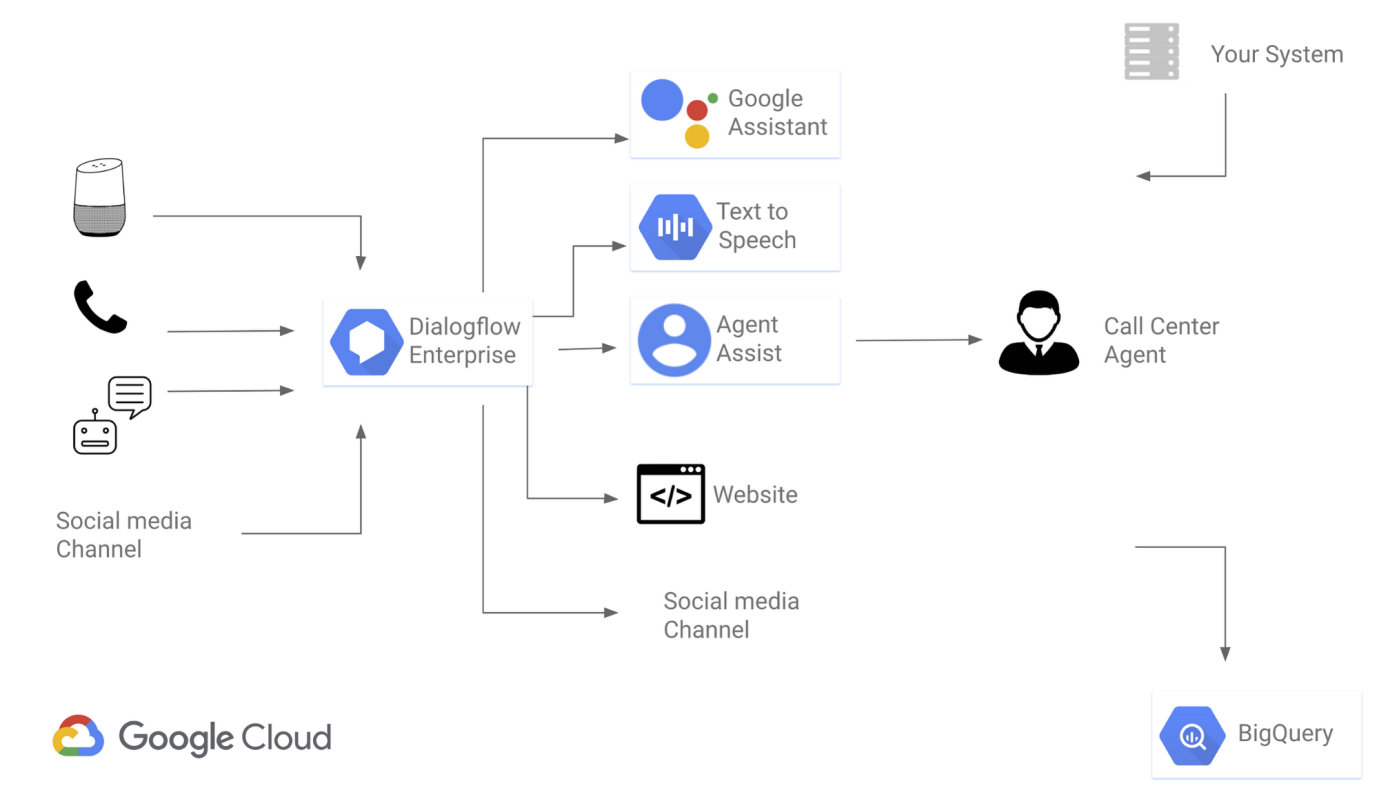 Your System
Google
Assistant
Text to
Speech
Dialogflow
Enterprise
Agent
Assist
Call Center
Agent
</>
Website
Social media
Channel
Social media
Channel
Google Cloud
BigQuery